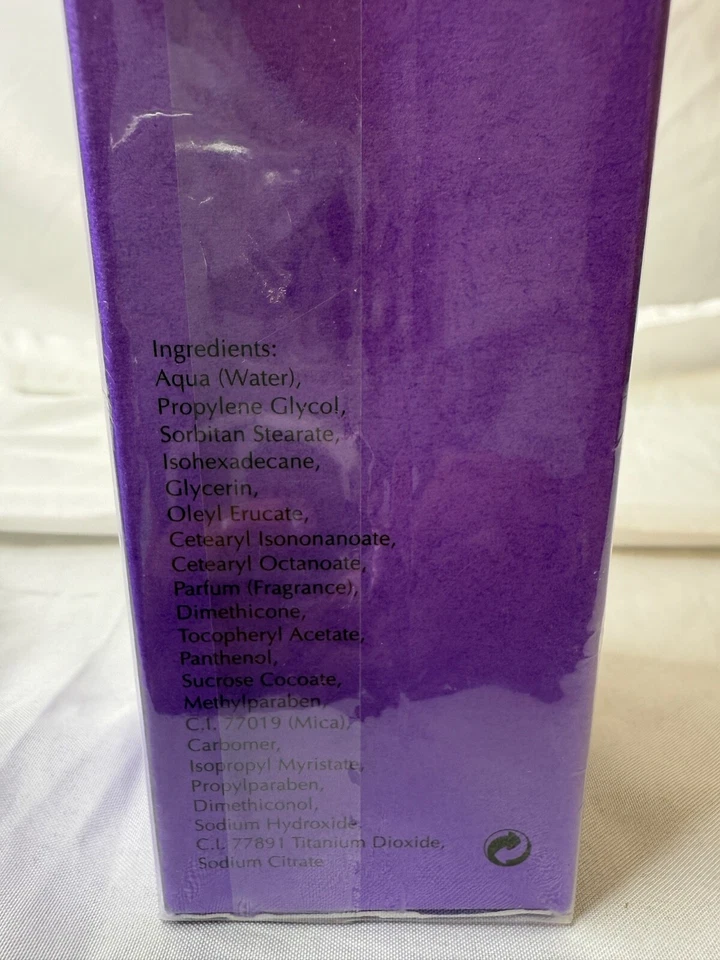 Ingredients:
Aqua (Water),
Propylene Glycol,
Sorbitan Stearate,
Isohexadecane,
Glycerin,
Oleyl Erucate,
Cetearyl Isononanoate,
Cetearyl Octanoate,
Parfum (Fragrance),
Dimethicone,
Tocopheryl Acetate,
Panthenol,
Sucrose Cocoate,
Methylparaben,
C.I. 77019 (Mica),
Carbomer,
Isopropyl Myristate,
Propylparaben,
Dimethiconol,
Sodium Hydroxide.
C.I. 77891 Titanium Dioxide,
Sodium Citrate